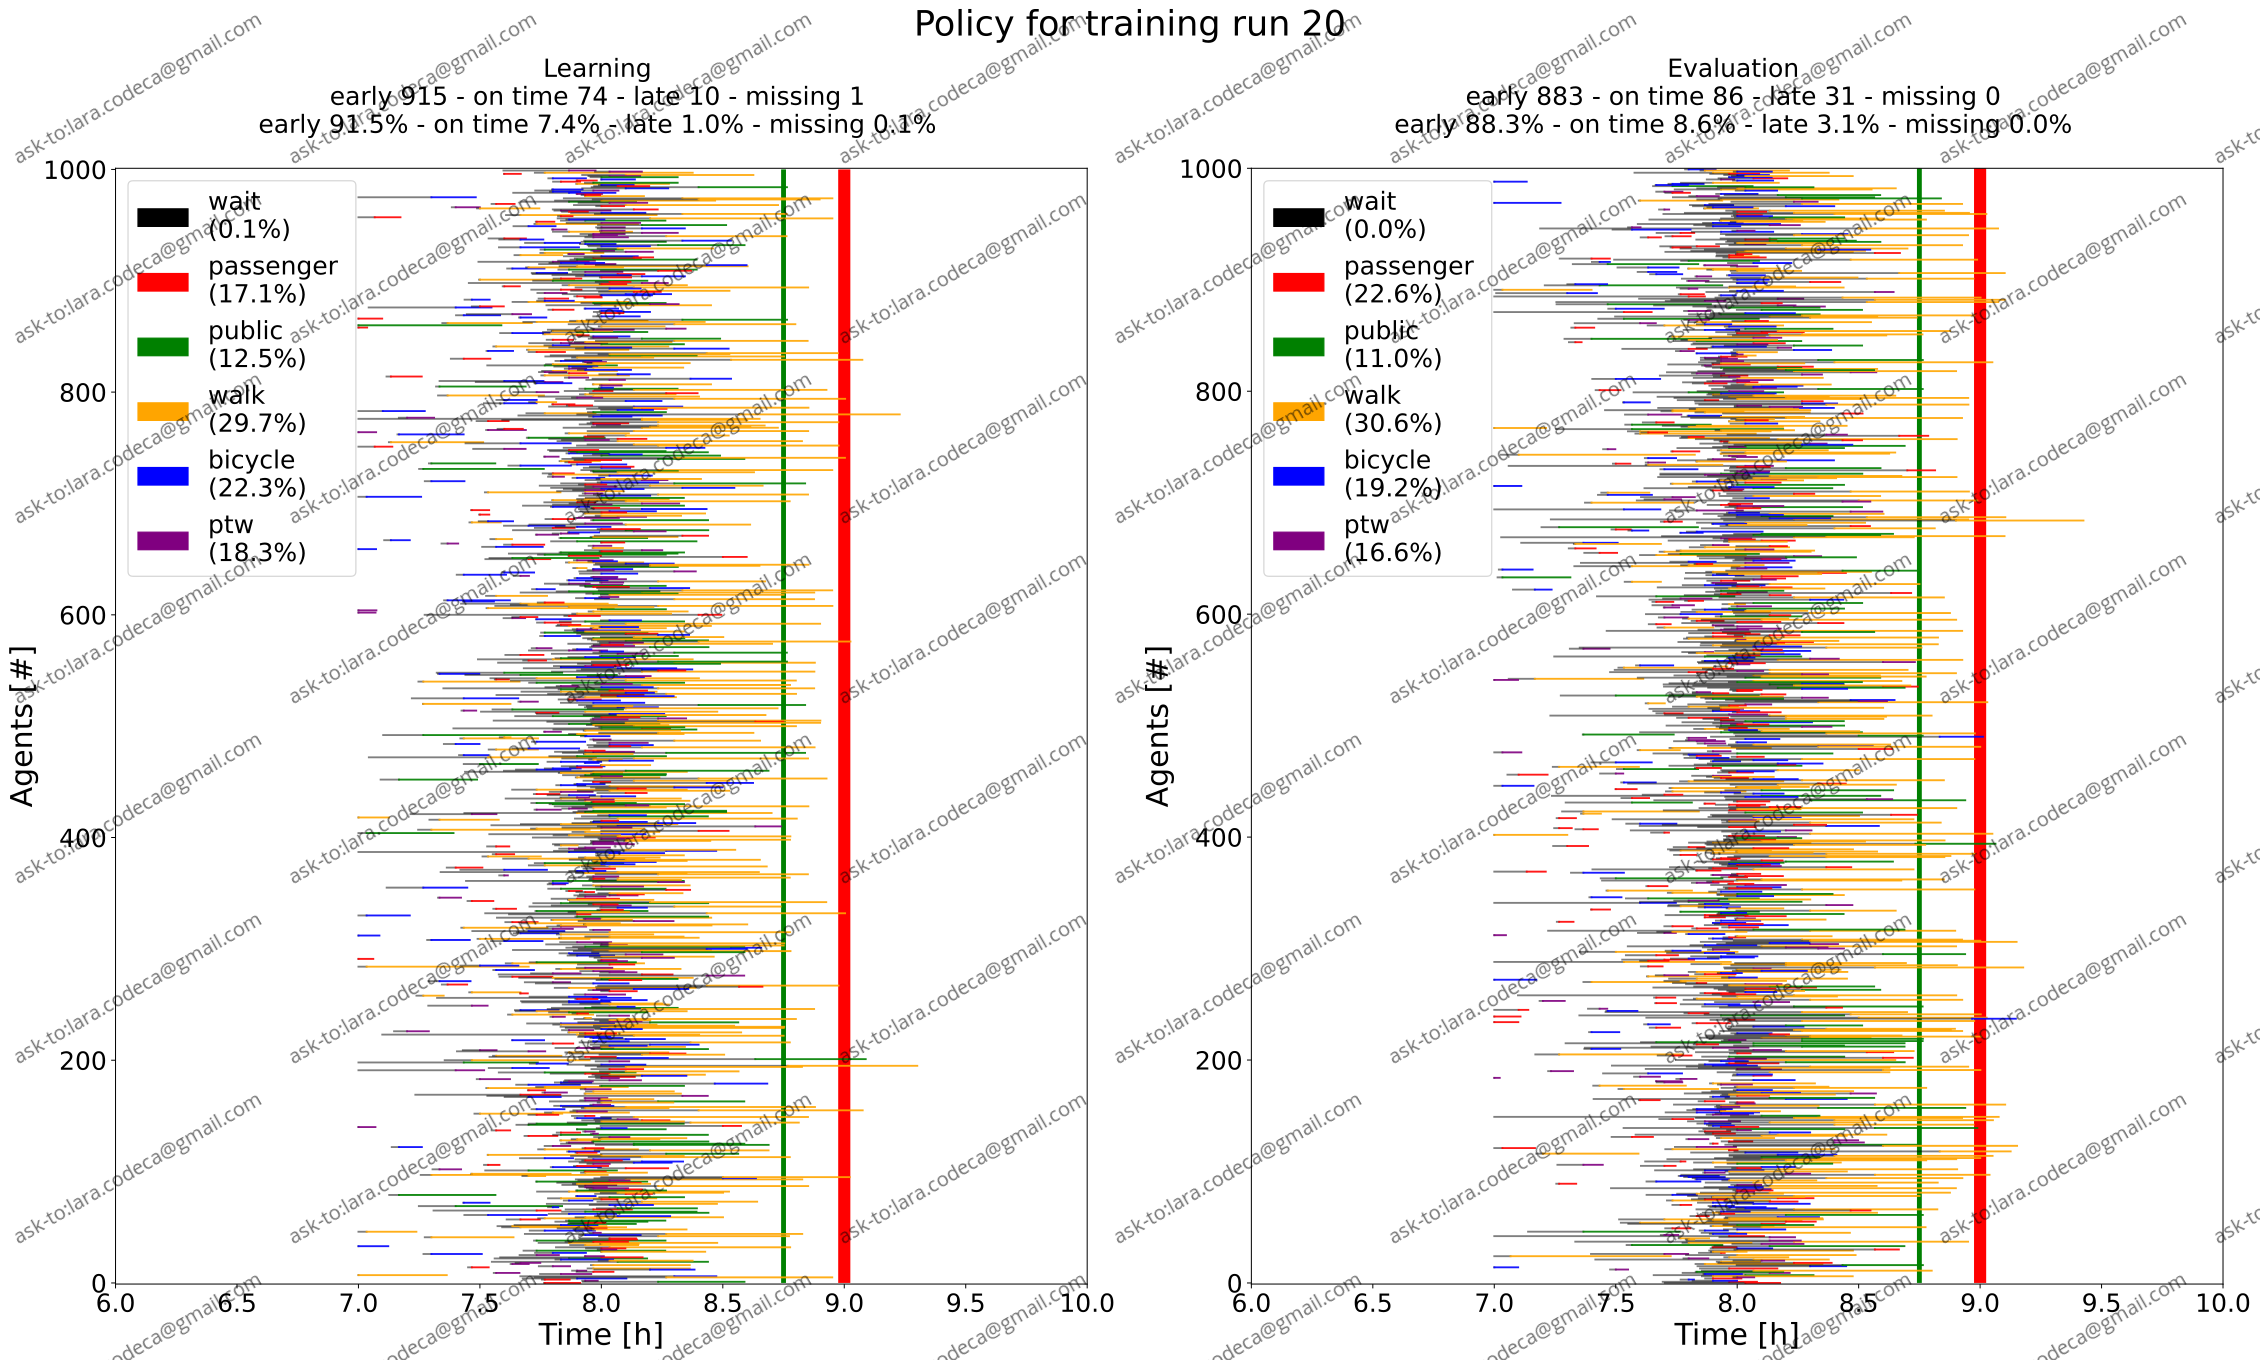 Policy for training run 20
Learning
early 915 - on time 74 - late 10 - missing 1
early 91.5% - on time 7.4% - late 1.0% - missing 0.1%
1000
800
600
400
200
0
Agents [#]
wait
(0.1%)
passenger
(17.1%)
public
(12.5%)
walk
(29.7%)
bicycle
(22.3%)
ptw
(18.3%)
6.0 6.5 7.0 7.5 8.0 8.5 9.0 9.5 10.0
Time [h]
Evaluation
early 883 - on time 86 - late 31 - missing 0
early 88.3% - on time 8.6% - late 3.1% - missing 0.0%
1000
800
600
400
200
0
Agents [#]
wait
(0.0%)
passenger
(22.6%)
public
(11.0%)
walk
(30.6%)
bicycle
(19.2%)
ptw
(16.6%)
6.0 6.5 7.0 7.5 8.0 8.5 9.0 9.5 10.0
Time [h]
ask-to:lara.codeca@gmail.com